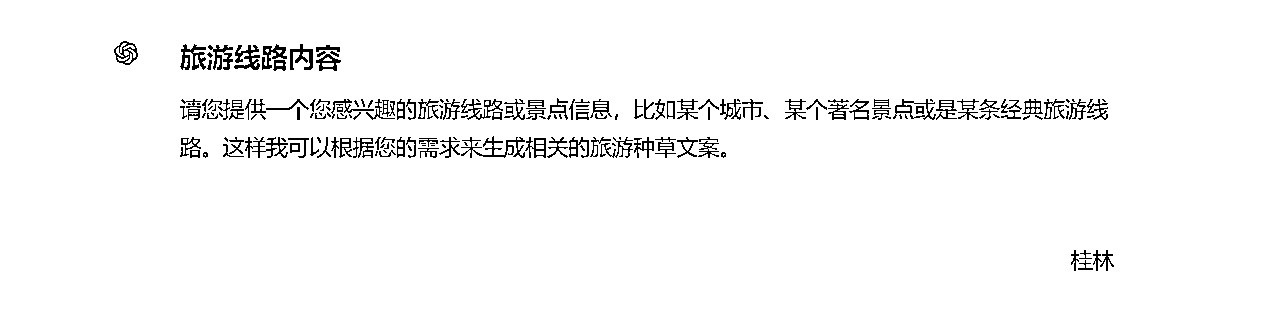 旅游线路内容
请您提供一个您感兴趣的旅游线路或景点信息，比如某个城市、某个著名景点或是某条经典旅游线
路。这样我可以根据您的需求来生成相关的旅游种草文案。
桂林